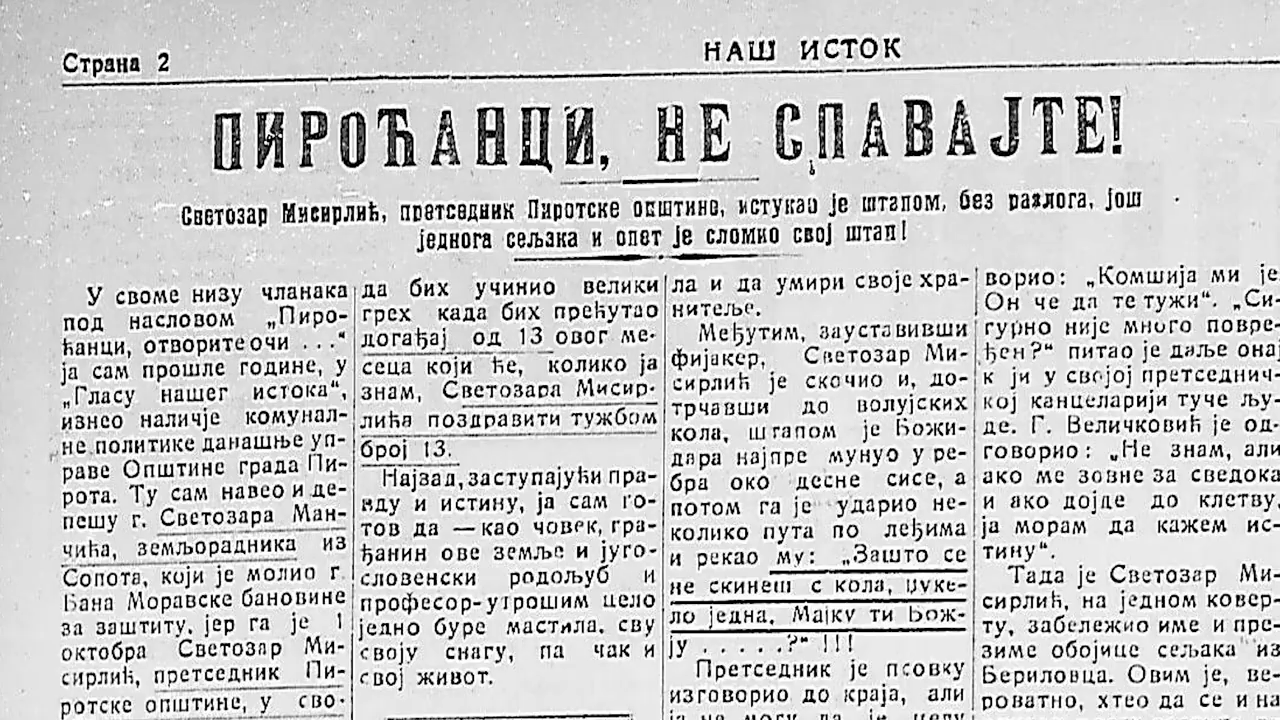 Страна 2
НАШ ИСТОК
ПИРОЋАНЦИ, НЕ СПАВАЈТЕ!
Светозар Мисирлић, претседник Пиротске општине, истукао је штапом, без разлога, још
једнога сељака и опет је сломио свој штап!
У своме низу чланака
под насловом „Пиро-
ћанци, отворите очи ..."
ја сам прошле године, у
„Гласу нашег истока",
изнео наличје комунал-
не политике данашње уп-
раве Општине града Пи-
рота. Ту сам навео и де-
пешу г. Светозара Ман-
чића, земљорадника из
Сопота, који је молио г.
Бана Моравске бановине
за заштиту, јер га је 1
октобра Светозар Ми-
сирлић, претседник Пи-
ротске општине, у сво-
да бих учинио велики
грех када бих прећутао
догађај од 13 овог ме-
сеца који ће, колико ја
знам, Светозара Мисир-
лића поздравити тужбом
број 13.
Најзад, заступајући пра-
вду и истину, ја сам го-
тов да — као човек, гра-
ђанин ове земље и југо-
словенски родољуб и
професор-утрошим цело
једно буре мастила, сву
своју снагу, па чак и
свој живот.
ла и да умири своје хра-
нитеље.
Међутим, зауставивши
фијакер, Светозар Ми-
сирлић је скочио и, до-
трчавши до волујских
кола, штапом је Божи-
дара најпре мунуо у ре-
бра око десне сисе, а
потом га је ударио не-
колико пута по леђима
и рекао му: „Зашто се
не скинеш с кола, џуке-
ло једна. Мајку ти Бож-
ју .....?" !!!
Претседник је псовку
изговорио до краја, али
ја не могу да је целу
ворио: „Комшија ми је
Он че да те тужи". „Си-
гурно није много повре-
ђен?" питао је даље онај
к ји у својој претседнич-
кој канцеларији туче љу-
де. Г. Величковић је од-
говорио: „Не знам, али
ако ме зовне за сведока
и ако дојде до клетву
ја морам да кажем ис-
тину".
Тада је Светозар Ми-
сирлић, на једном ковер-
ту, забележио име и пре-
зиме обојице сељака из
Бериловца. Овим је, ве-
роватно, хтео да се и на